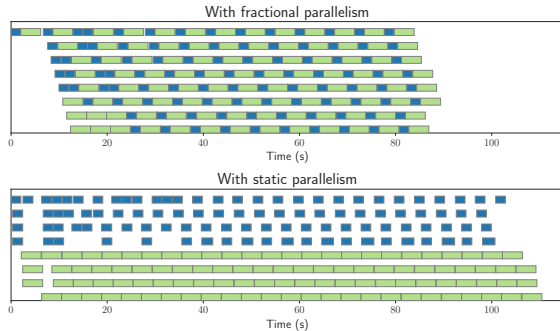 With fractional parallelism
0 20 40 60 80 100
Time (s)
With static parallelism
0 20 40 60 80 100
Time (s)